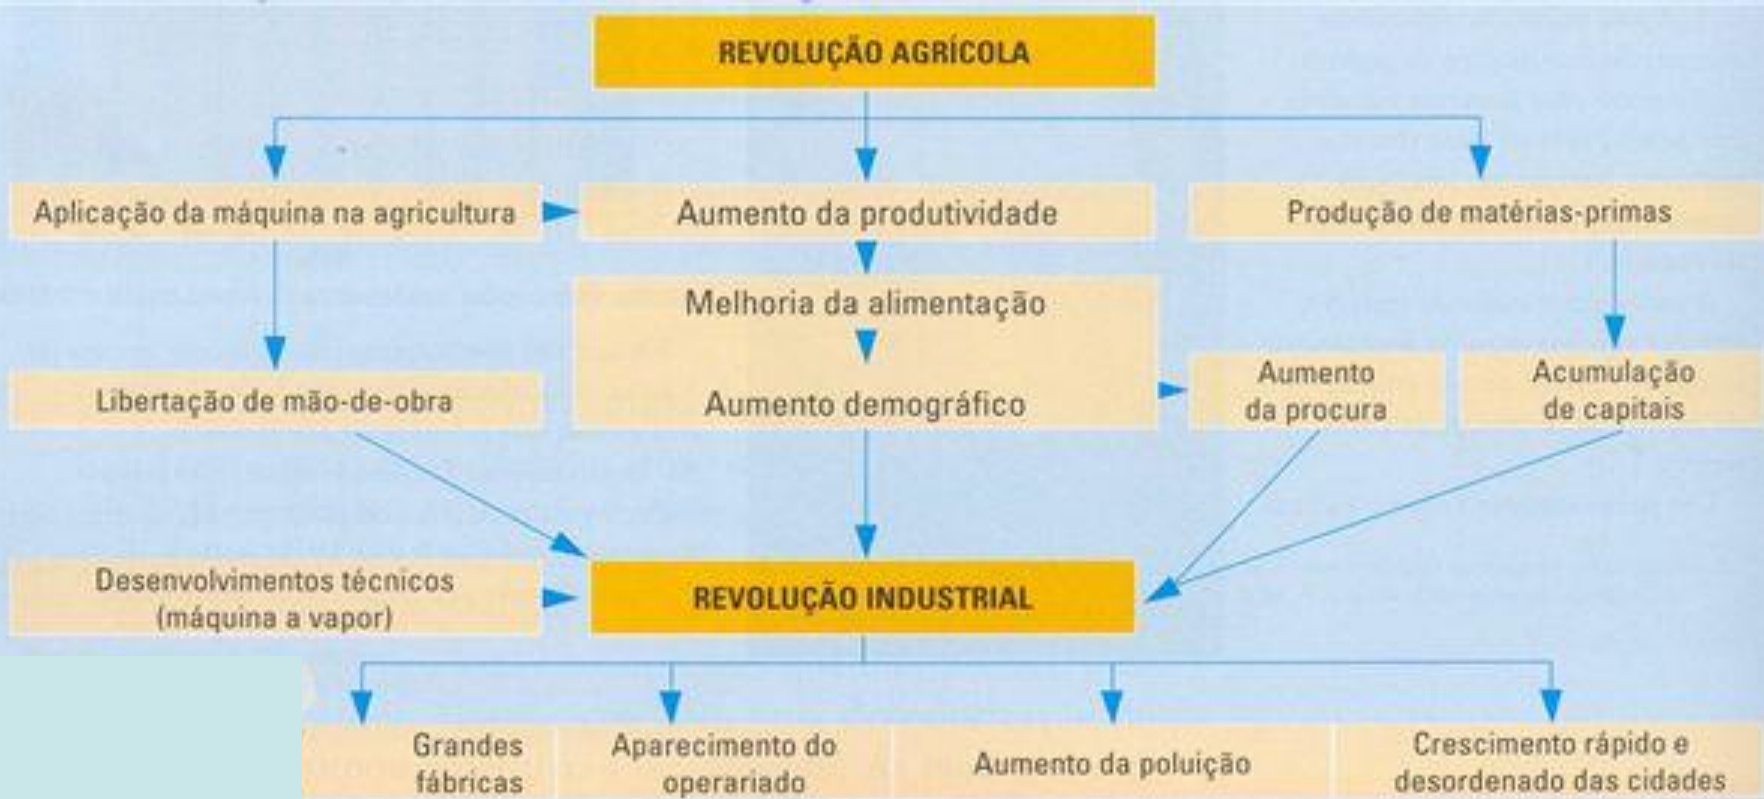 REVOLUÇÃO AGRÍCOLA
Aplicação da máquina na agricultura
Aumento da produtividade
Produção de matérias-primas
Melhoria da alimentação
Libertação de mão-de-obra
Aumento demográfico
Aumento
da procura
Acumulação
de capitais
Desenvolvimentos técnicos
(máquina a vapor)
REVOLUÇÃO INDUSTRIAL
Grandes
fábricas
Aparecimento do
operariado
Aumento da poluição
Crescimento rápido e
desordenado das cidades